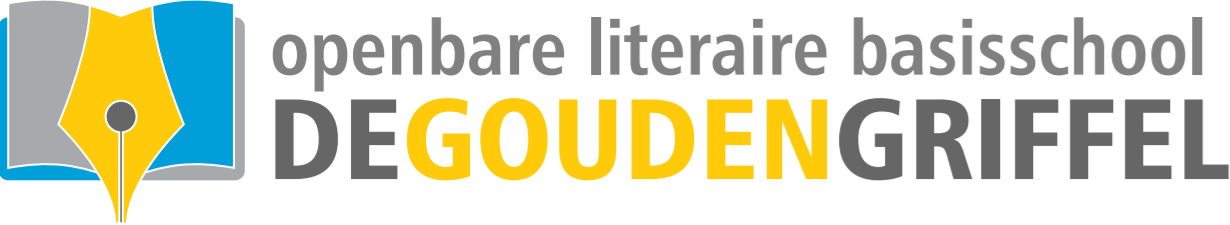 openbare literaire basisschool
DEGOUDENGRIFFEL